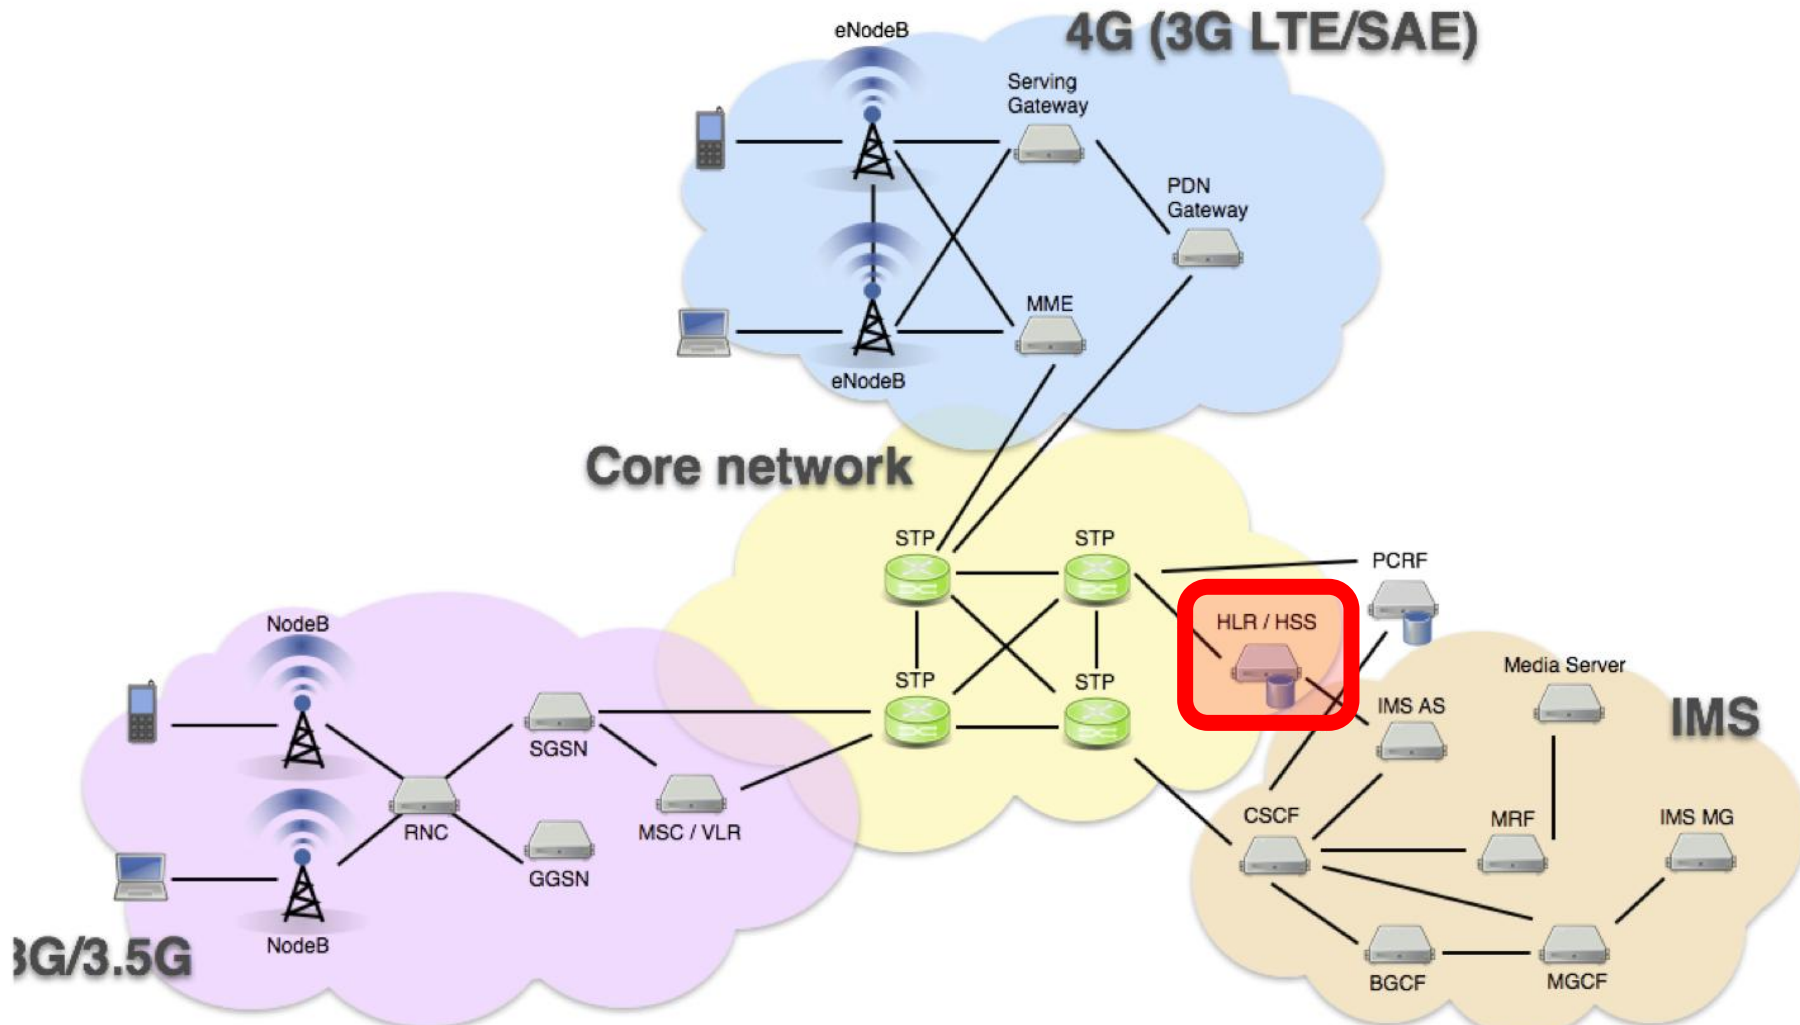 eNodeB
4G (3G LTE/SAE)
Serving
Gateway
PDN
Gateway
MME
eNodeB
Core network
STP
STP
PCRF
HLR / HSS
NodeB
Media Server
STP
STP
IMS AS
IMS
SGSN
RNC
MSC / VLR
CSCF
MRF
IMS MG
GGSN
NodeB
3G/3.5G
BGCF
MGCF